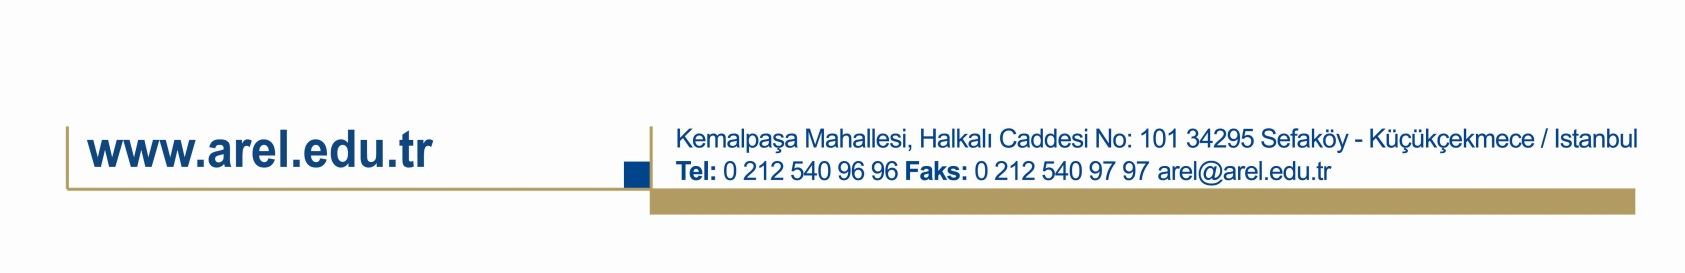 www.arel.edu.tr
Kemalpaşa Mahallesi, Halkalı Caddesi No: 101 34295 Sefaköy - Küçükçekmece / Istanbul
Tel: 0 212 540 96 96 Faks: 0 212 540 97 97 arel@arel.edu.tr